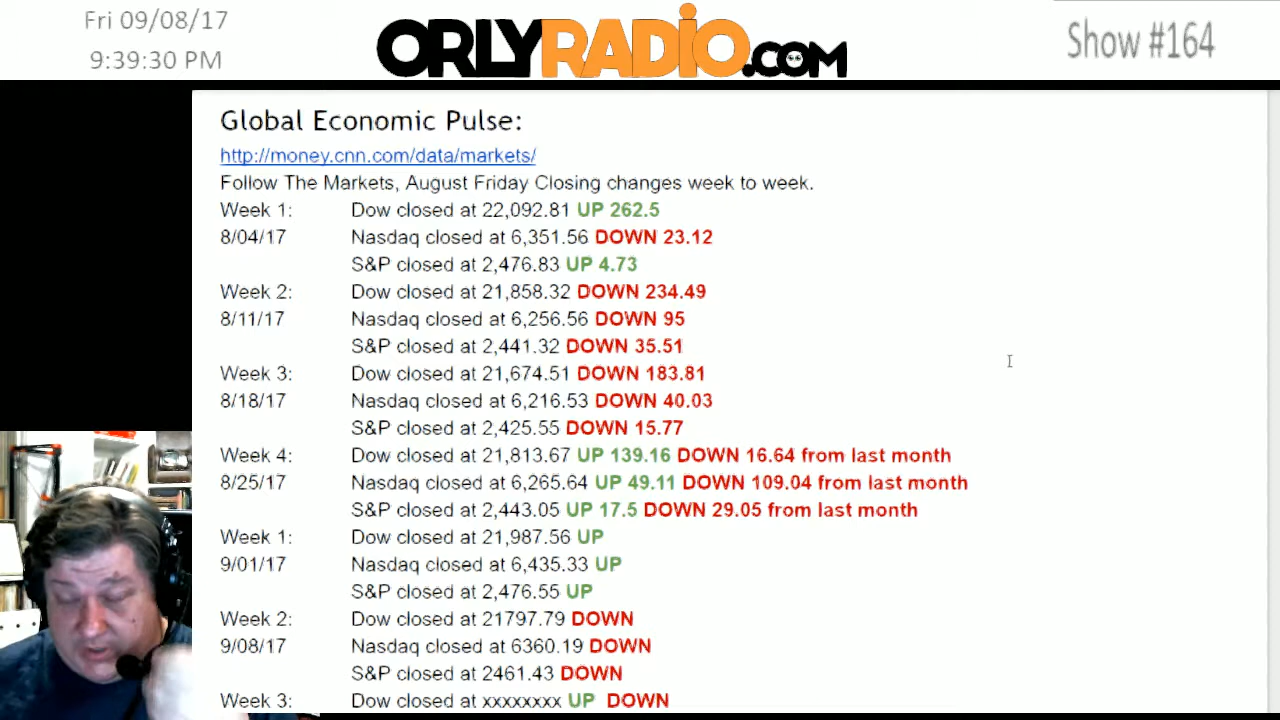 Fri 09/08/17
9:39:30 PM
ORLYRADiO.COM
Show #164
Global Economic Pulse:
http://money.cnn.com/data/markets/
Follow The Markets, August Friday Closing changes week to week.
Week 1: Dow closed at 22,092.81 UP 262.5
8/04/17 Nasdaq closed at 6,351.56 DOWN 23.12
S&P closed at 2,476.83 UP 4.73
Week 2: Dow closed at 21,858.32 DOWN 234.49
8/11/17 Nasdaq closed at 6,256.56 DOWN 95
S&P closed at 2,441.32 DOWN 35.51
Week 3: Dow closed at 21,674.51 DOWN 183.81
8/18/17 Nasdaq closed at 6,216.53 DOWN 40.03
S&P closed at 2,425.55 DOWN 15.77
Week 4: Dow closed at 21,813.67 UP 139.16 DOWN 16.64 from last month
8/25/17 Nasdaq closed at 6,265.64 UP 49.11 DOWN 109.04 from last month
S&P closed at 2,443.05 UP 17.5 DOWN 29.05 from last month
Week 1: Dow closed at 21,987.56 UP
9/01/17 Nasdaq closed at 6,435.33 UP
S&P closed at 2,476.55 UP
Week 2: Dow closed at 21797.79 DOWN
9/08/17 Nasdaq closed at 6360.19 DOWN
S&P closed at 2461.43 DOWN
Week 3: Dow closed at xxxxxxxx UP DOWN